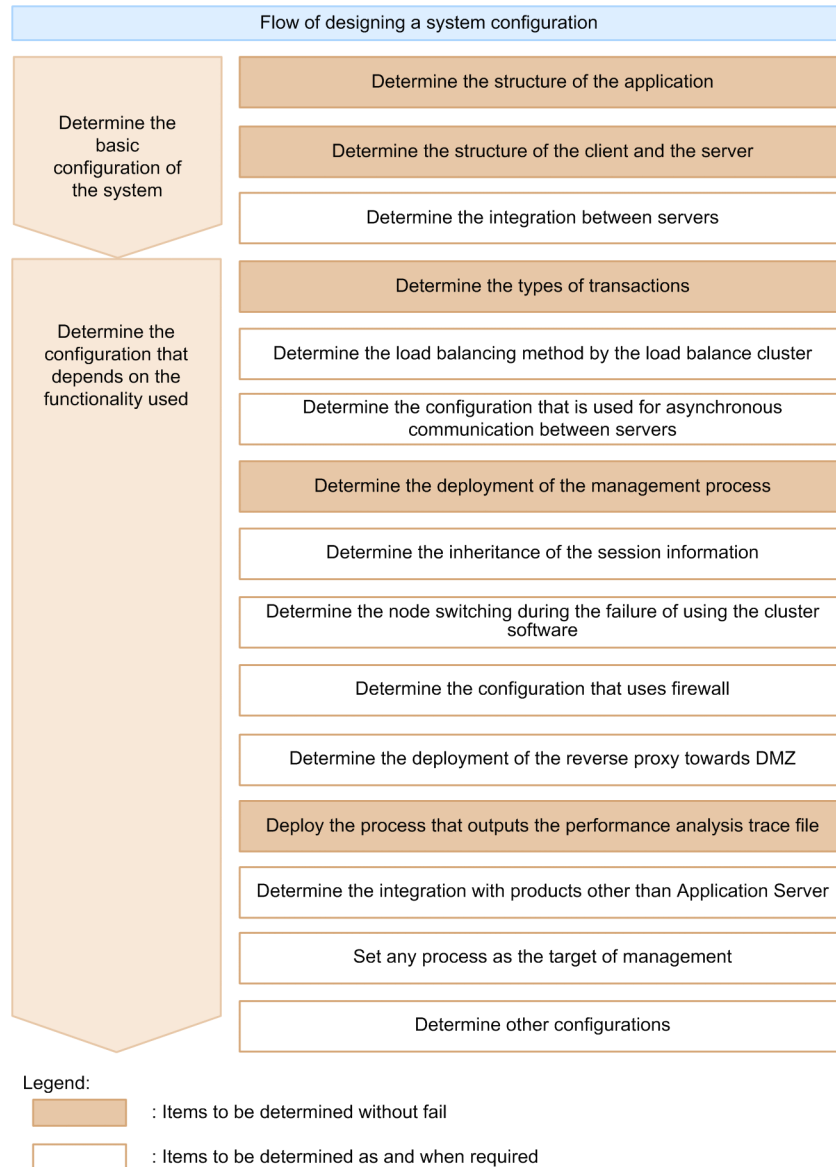 Flow of designing a system configuration
Determine the
basic
configuration of
the system
Determine the structure of the application
Determine the structure of the client and the server
Determine the integration between servers
Determine the
configuration that
depends on the
functionality used
Determine the types of transactions
Determine the load balancing method by the load balance cluster
Determine the configuration that is used for asynchronous
communication between servers
Determine the deployment of the management process
Determine the inheritance of the session information
Determine the node switching during the failure of using the cluster
software
Determine the configuration that uses firewall
Determine the deployment of the reverse proxy towards DMZ
Deploy the process that outputs the performance analysis trace file
Determine the integration with products other than Application Server
Set any process as the target of management
Determine other configurations
Legend:
: Items to be determined without fail
: Items to be determined as and when required